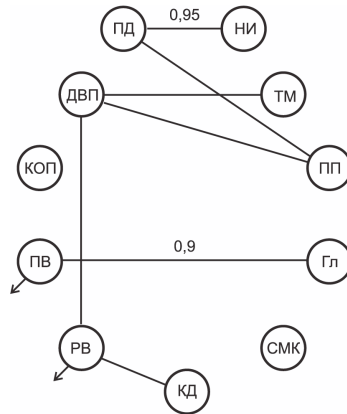 ПД 0,95 НИ
ДВП ТМ
КОП ПП
ПВ 0,9 Гл
РВ СМК
КД